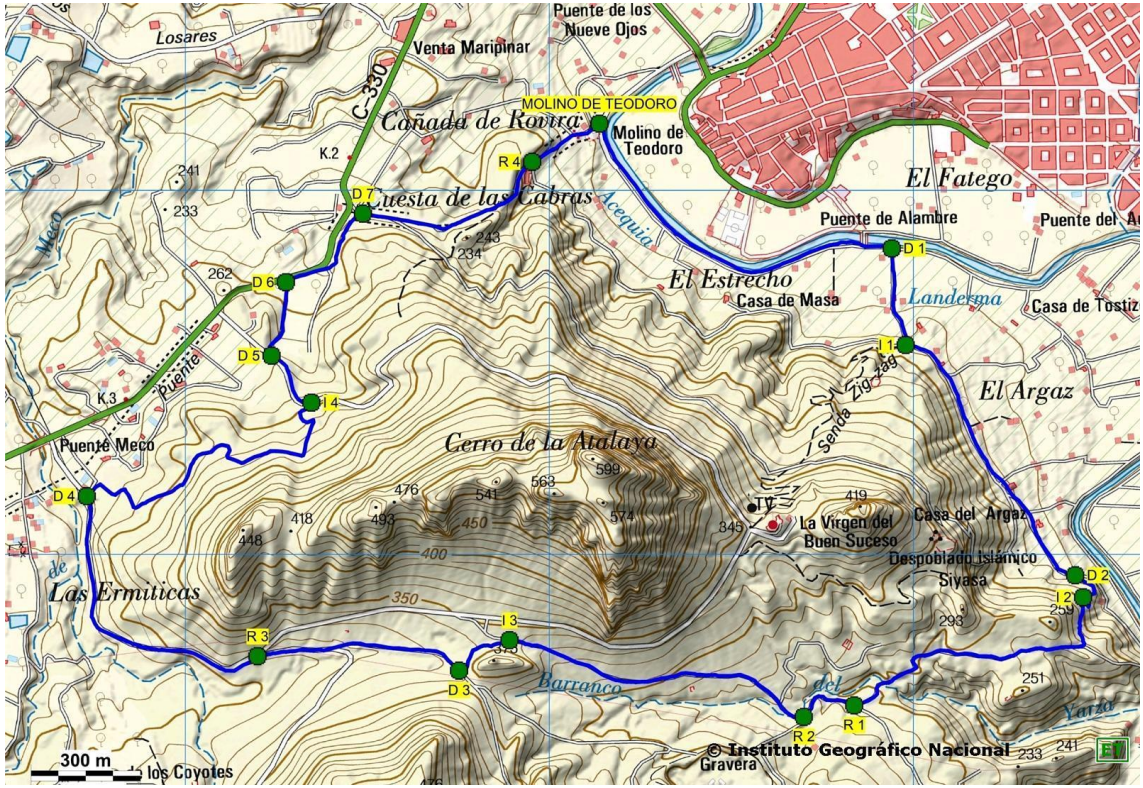 Losares
Puente de los
Nueve Ojos
Venta Maripinar
C-330
MOLINO DE TEODORO
Cañada de Rovira
Molino de
Teodoro
K.2
R 4
241
233
D 7
Cuesta de las Cabras
El Fatego
Meco
Acequia
Puente de Alambre
243
234
D 1
El Estrecho
262
D 6
Casa de Masa
Landerma
Casa de Tostiz
I 1
D 5
Puente
Senda Zig-zag
El Argaz
K.3
I 4
Puente Meco
Cerro de la Atalaya
599
D 4
476
541
563
419
493
574
TV
Casa del Argaz
418
345
La Virgen del
Buen Suceso
448
450
400
Despoblado Islámico
Siyasa
D 2
de
Las Ermiticas
350
I 2
259
293
R 3
I 3
373
D 3
Barranco
del
251
R 1
Yarza
R 2
© Instituto Geográfico Nacional
241
233
Gravera
300 m
de los Coyotes
476